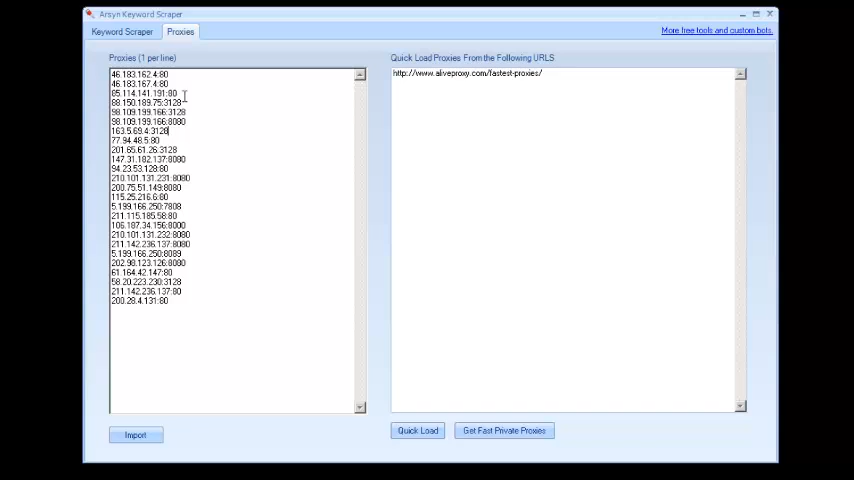 Arsyn Keyword Scraper
Keyword Scraper
Proxies
More free tools and custom bots.
Proxies (1 per line)
46.183.162.4:80
46.183.167.4:80
85.114.141.191:80
88.150.189.75:3128
98.109.199.166:3128
98.109.199.166:8080
163.5.69.4:3128
77.94.48.5:80
201.65.61.26:3128
147.31.182.137:8080
94.23.53.128:80
210.101.131.231:8080
200.75.51.149:8080
115.25.216.6:80
5.199.166.250:7808
211.115.185.58:80
106.187.34.156:8000
210.101.131.232:8080
211.142.236.137:8080
5.199.166.250:8089
202.98.123.126:8080
61.164.42.147:80
58.20.223.230:3128
211.142.236.137:80
200.28.4.131:80
Import
Quick Load Proxies From the Following URLS
http://www.aliveproxy.com/fastest-proxies/
Quick Load
Get Fast Private Proxies